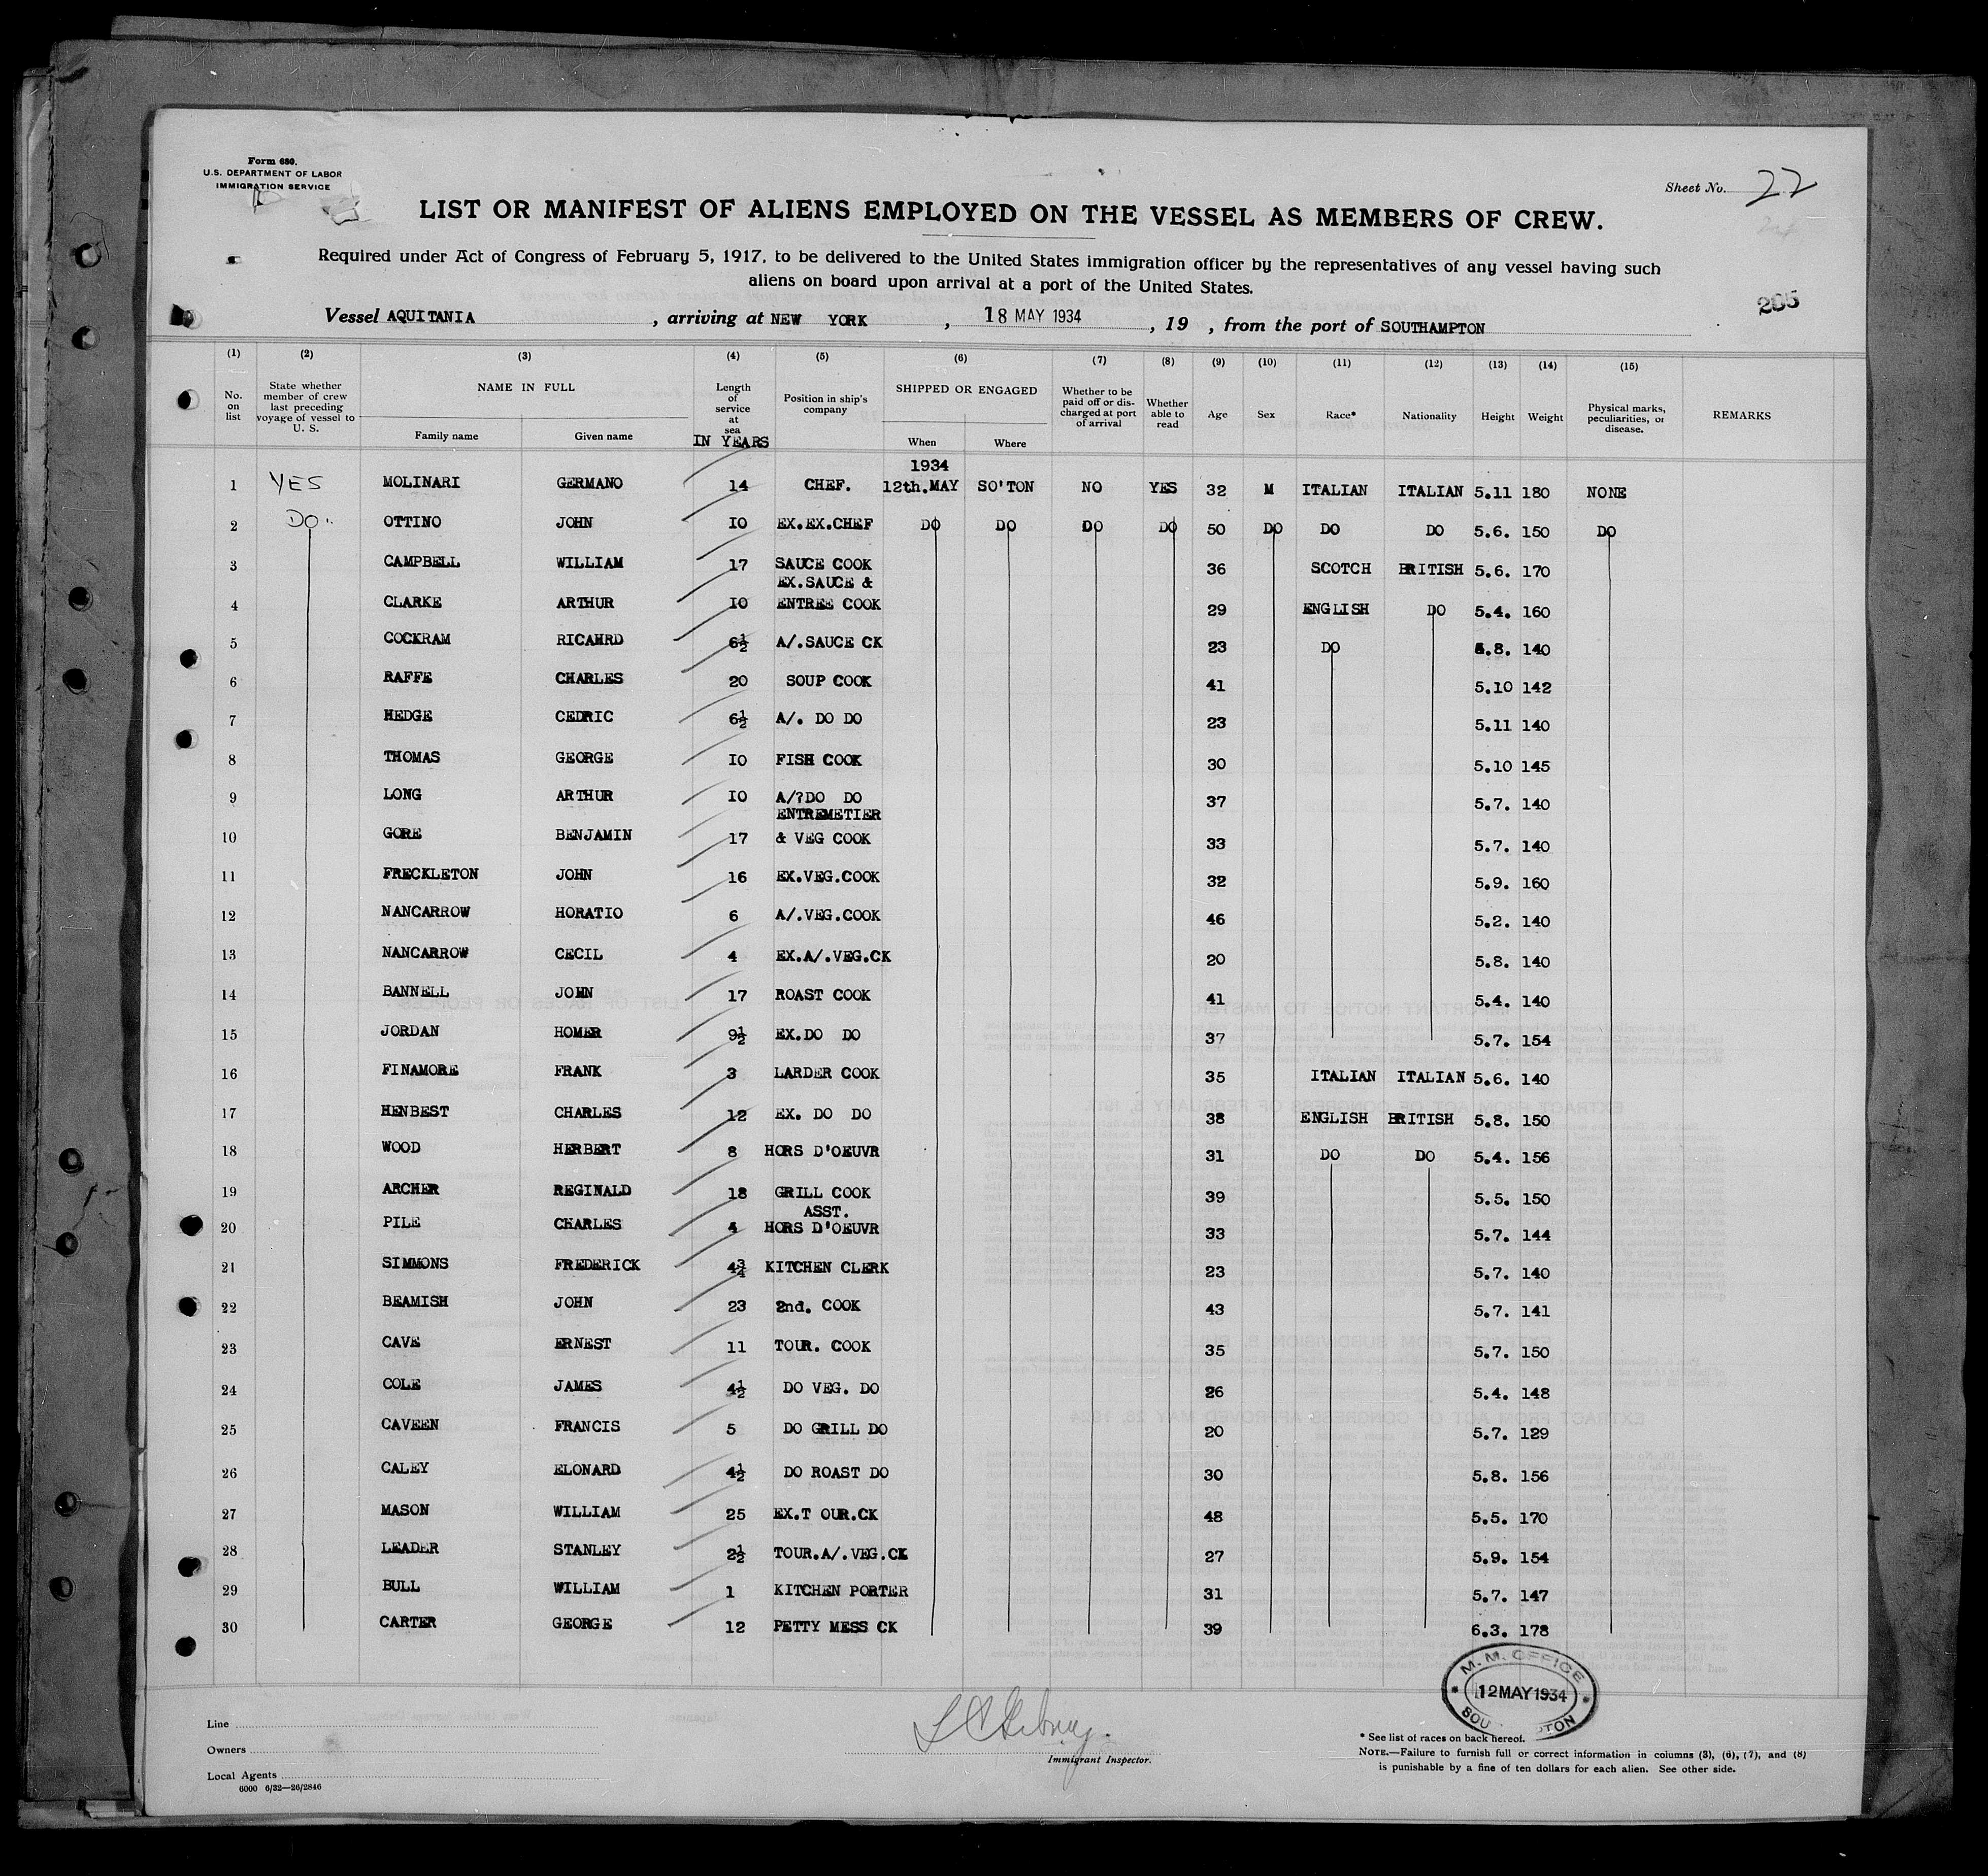 Form 680.
U.S. DEPARTMENT OF LABOR
IMMIGRATION SERVICE
Sheet No. 22
LIST OR MANIFEST OF ALIENS EMPLOYED ON THE VESSEL AS MEMBERS OF CREW.
Required under Act of Congress of February 5, 1917, to be delivered to the United States immigration officer by the representatives of any vessel having such
aliens on board upon arrival at a port of the United States.
205
Vessel AQUITANIA , arriving at NEW YORK , 18 MAY 1934 , 19 , from the port of SOUTHAMPTON
(1) (2) (3) (4) (5) (6) (7) (8) (9) (10) (11) (12) (13) (14) (15)
No. on list State whether member of crew last preceding voyage of vessel to U. S. NAME IN FULL Family name Given name Length of service at sea IN YEARS Position in ship's company SHIPPED OR ENGAGED When Where Whether to be paid off or discharged at port of arrival Whether able to read Age Sex Race* Nationality Height Weight Physical marks, peculiarities, or disease. REMARKS
1934
1 YES MOLINARI GERMANO 14 CHEF. 12th.MAY SO'TON NO YES 32 M ITALIAN ITALIAN 5.11 180 NONE
2 DO.. OTTINO JOHN 10 EX.EX.CHEF DO DO DO DO 50 DO DO DO 5.6. 150 DO
3 CAMPBELL WILLIAM 17 SAUCE COOK 36 SCOTCH BRITISH 5.6. 170
EX.SAUCE &
4 CLARKE ARTHUR 10 ENTREE COOK 29 ENGLISH DO 5.4. 160
5 COCKRAM RICAHRD 6½ A/.SAUCE CK 23 DO 5.8. 140
6 RAFFE CHARLES 20 SOUP COOK 41 5.10 142
7 HEDGE CEDRIC 6½ A/. DO DO 23 5.11 140
8 THOMAS GEORGE 10 FISH COOK 30 5.10 145
9 LONG ARTHUR 10 A/?DO DO 37 5.7. 140
ENTREMETIER
10 GORE BENJAMIN 17 & VEG COOK 33 5.7. 140
11 FRECKLETON JOHN 16 EX.VEG.COOK 32 5.9. 160
12 NANCARROW HORATIO 6 A/.VEG.COOK 46 5.2. 140
13 NANCARROW CECIL 4 EX.A/.VEG.CK 20 5.8. 140
14 BANNELL JOHN 17 ROAST COOK 41 5.4. 140
15 JORDAN HOMER 9½ EX.DO DO 37 5.7. 154
16 FINAMORE FRANK 3 LARDER COOK 35 ITALIAN ITALIAN 5.6. 140
17 HENBEST CHARLES 12 EX. DO DO 38 ENGLISH BRITISH 5.8. 150
18 WOOD HERBERT 8 HORS D'OEUVR 31 DO DO 5.4. 156
19 ARCHER REGINALD 18 GRILL COOK 39 5.5. 150
ASST.
20 PILE CHARLES 4 HORS D'OEUVR 33 5.7. 144
21 SIMMONS FREDERICK 4¾ KITCHEN CLERK 23 5.7. 140
22 BEAMISH JOHN 23 2nd. COOK 43 5.7. 141
23 CAVE ERNEST 11 TOUR. COOK 35 5.7. 150
24 COLE JAMES 4½ DO VEG. DO 26 5.4. 148
25 CAVEEN FRANCIS 5 DO GRILL DO 20 5.7. 129
26 CALEY ELONARD 4½ DO ROAST DO 30 5.8. 156
27 MASON WILLIAM 25 EX.T OUR.CK 48 5.5. 170
28 LEADER STANLEY 2½ TOUR.A/.VEG.CK 27 5.9. 154
29 BULL WILLIAM 1 KITCHEN PORTER 31 5.7. 147
30 CARTER GEORGE 12 PETTY MESS CK 39 6.3. 178
M. M. OFFICE
12 MAY 1934
Line
Owners
Local Agents
6000 6/32—26/2846
Immigrant Inspector.
* See list of races on back hereof.
NOTE.—Failure to furnish full or correct information in columns (3), (6), (7), and (8)
is punishable by a fine of ten dollars for each alien. See other side.